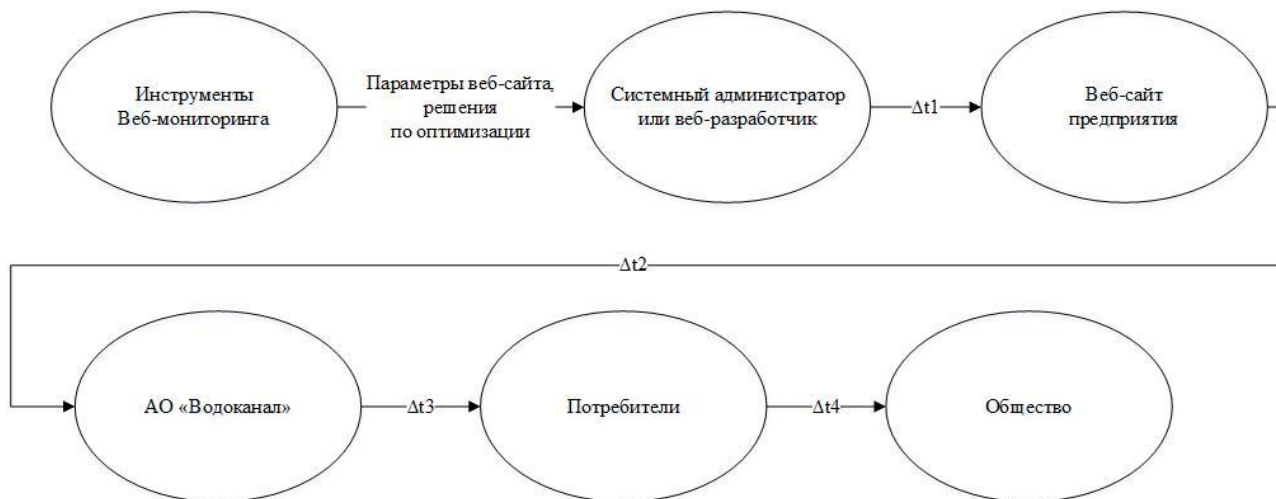 Инструменты
Веб-мониторинга
Параметры веб-сайта,
решения
по оптимизации
Системный администратор
или веб-разработчик
Δt1
Веб-сайт
предприятия
Δt2
АО «Водоканал»
Δt3
Потребители
Δt4
Общество